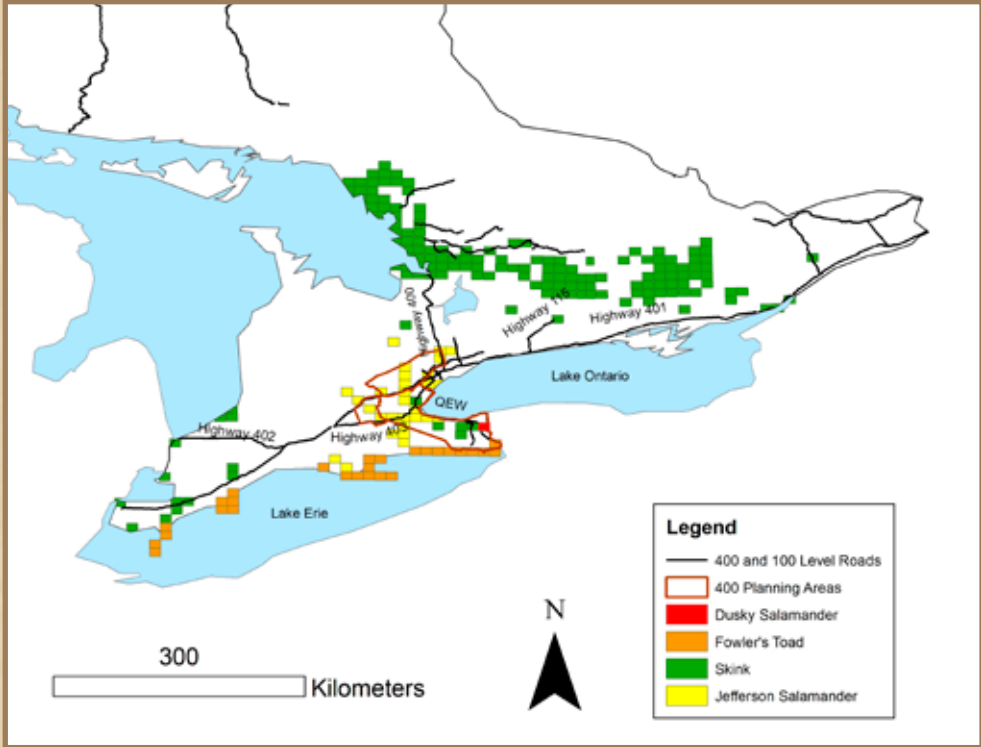 Highway 400
Highway 115
Highway 401
Lake Ontario
QEW
Highway 403
Highway 402
Lake Erie
300
Kilometers
N
Legend
400 and 100 Level Roads
400 Planning Areas
Dusky Salamander
Fowler's Toad
Skink
Jefferson Salamander